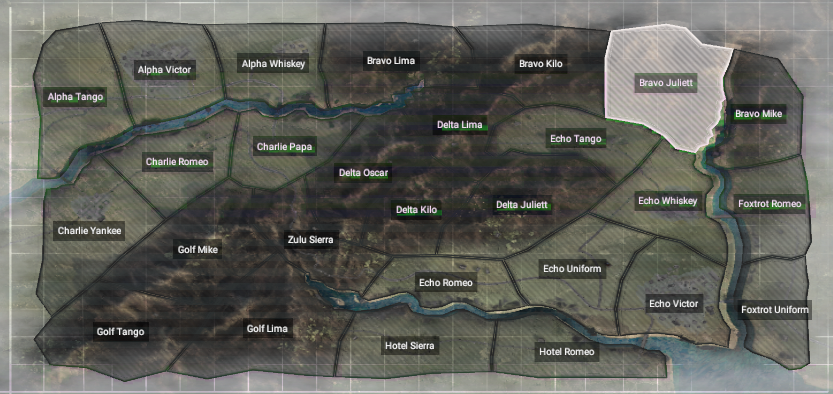 Bravo Lima
Alpha Whiskey
Bravo Kilo
Alpha Victor
Bravo Juliett
Alpha Tango
Bravo Mike
Delta Lima
Echo Tango
Charlie Papa
Charlie Romeo
Delta Oscar
Echo Whiskey
Foxtrot Romeo
Delta Juliett
Delta Kilo
Charlie Yankee
Zulu Sierra
Golf Mike
Echo Uniform
Echo Romeo
Echo Victor
Foxtrot Uniform
Golf Lima
Golf Tango
Hotel Sierra
Hotel Romeo